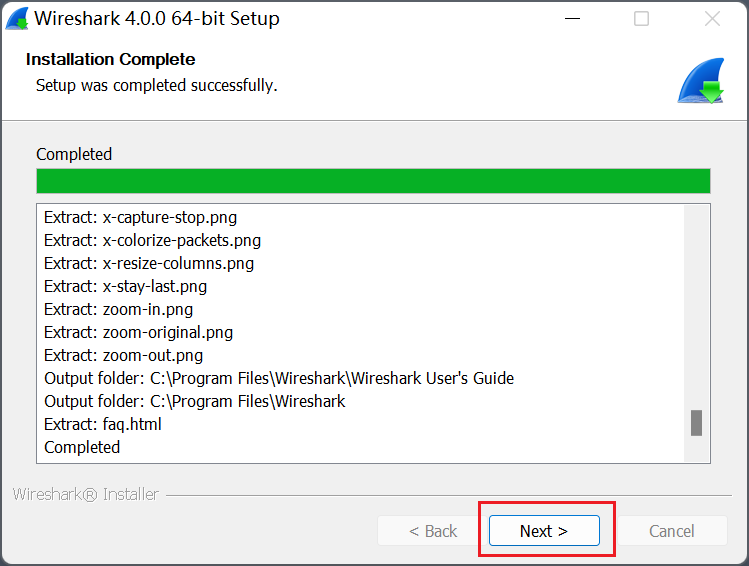 Wireshark 4.0.0 64-bit Setup
Installation Complete
Setup was completed successfully.
Completed
Extract: x-capture-stop.png
Extract: x-colorize-packets.png
Extract: x-resize-columns.png
Extract: x-stay-last.png
Extract: zoom-in.png
Extract: zoom-original.png
Extract: zoom-out.png
Output folder: C:\Program Files\Wireshark\Wireshark User's Guide
Output folder: C:\Program Files\Wireshark
Extract: faq.html
Completed
Wireshark® Installer
< Back Next > Cancel